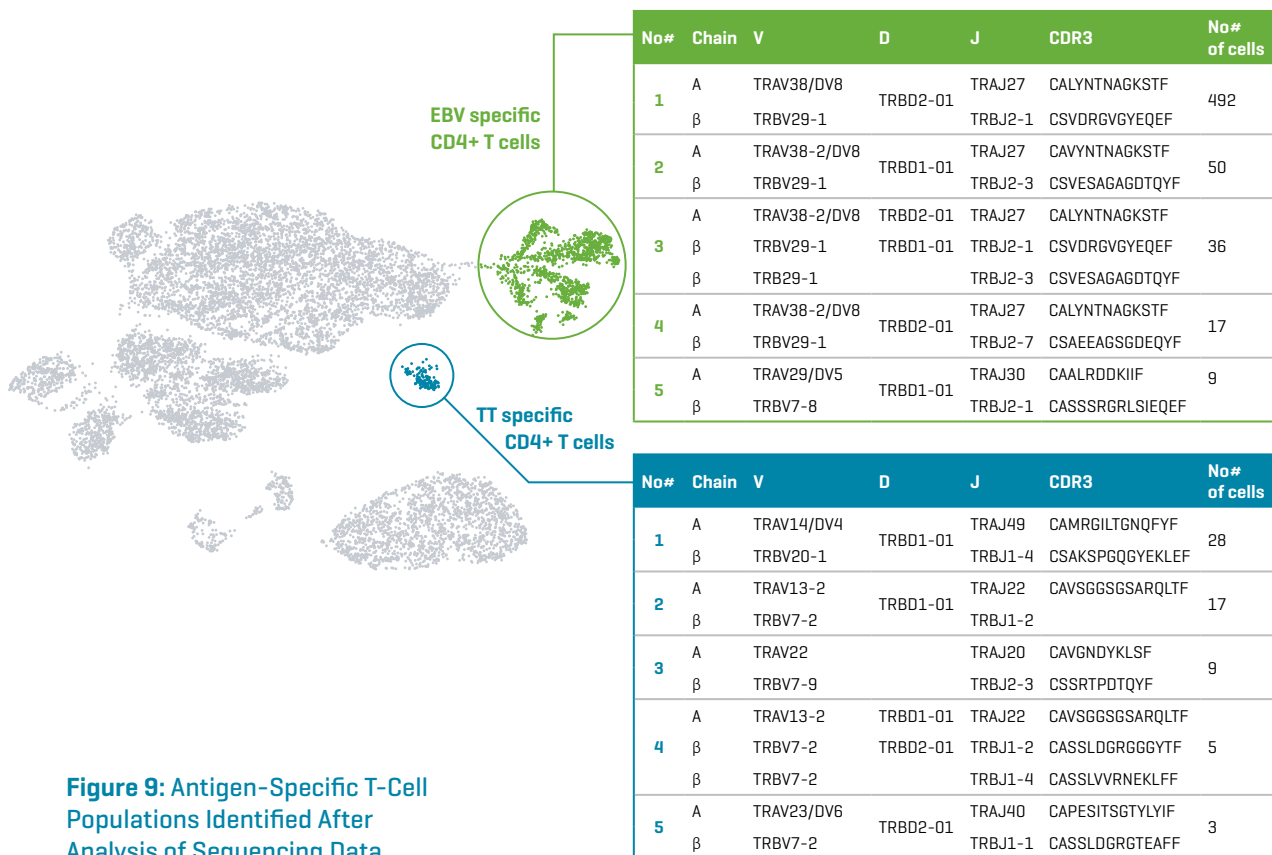 EBV specific
CD4+ T cells
No# Chain V D J CDR3 No# of cells
1 A TRAV38/DV8 TRBD2-01 TRAJ27 CALYNTNAGKSTF 492
β TRBV29-1 TRBJ2-1 CSVDRGVGYEQEF
2 A TRAV38-2/DV8 TRBD1-01 TRAJ27 CAVYNTNAGKSTF 50
β TRBV29-1 TRBJ2-3 CSVESAGAGDTQYF
3 A TRAV38-2/DV8 TRBD2-01 TRAJ27 CALYNTNAGKSTF 36
β TRBV29-1 TRBD1-01 TRBJ2-1 CSVDRGVGYEQEF
β TRB29-1 TRBJ2-3 CSVESAGAGDTQYF
4 A TRAV38-2/DV8 TRBD2-01 TRAJ27 CALYNTNAGKSTF 17
β TRBV29-1 TRBJ2-7 CSAEEAGSGDEQYF
5 A TRAV29/DV5 TRBD1-01 TRAJ30 CAALRDDKIIF 9
β TRBV7-8 TRBJ2-1 CASSSRGRLSIEQEF
TT specific
CD4+ T cells
No# Chain V D J CDR3 No# of cells
1 A TRAV14/DV4 TRBD1-01 TRAJ49 CAMRGILTGNQFYF 28
β TRBV20-1 TRBJ1-4 CSAKSPGQGYEKLEF
2 A TRAV13-2 TRBD1-01 TRAJ22 CAVSGGSGSARQLTF 17
β TRBV7-2 TRBJ1-2
3 A TRAV22 TRAJ20 CAVGNDYKLSF 9
β TRBV7-9 TRBJ2-3 CSSRTPDTQYF
4 A TRAV13-2 TRBD1-01 TRAJ22 CAVSGGSGSARQLTF 5
β TRBV7-2 TRBD2-01 TRBJ1-2 CASSLDGRGGGYTF
β TRBV7-2 TRBJ1-4 CASSLVVRNEKLFF
5 A TRAV23/DV6 TRBD2-01 TRAJ40 CAPESITSGTYLYIF 3
β TRBV7-2 TRBJ1-1 CASSLDGRGTEAFF
Figure 9: Antigen-Specific T-Cell
Populations Identified After
Analysis of Sequencing Data